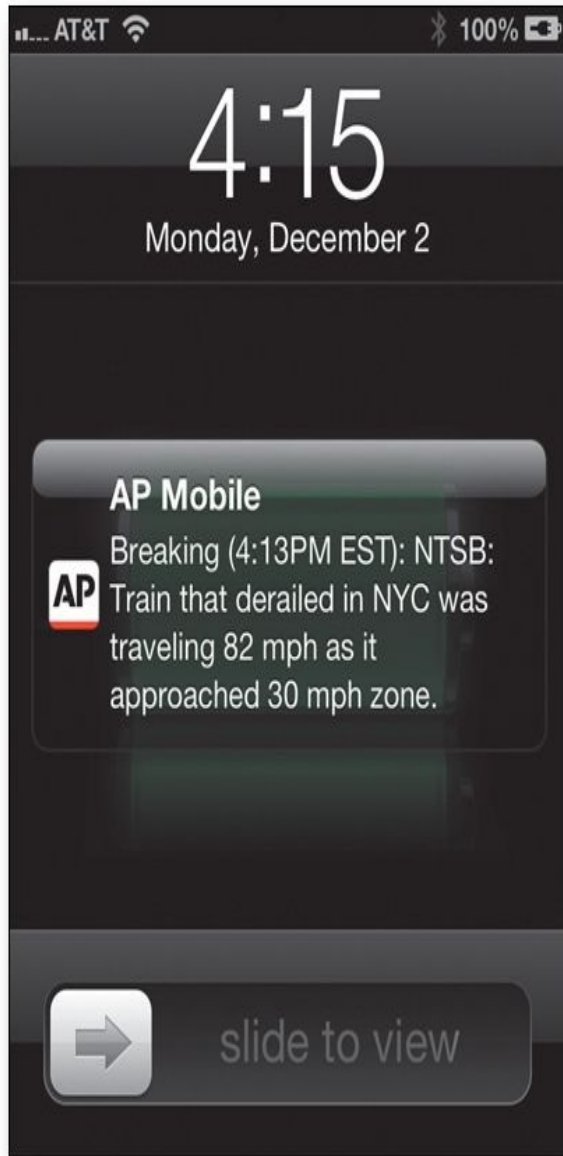 AT&T 100%
4:15
Monday, December 2
AP Mobile
Breaking (4:13PM EST): NTSB:
AP Train that derailed in NYC was
traveling 82 mph as it
approached 30 mph zone.
slide to view